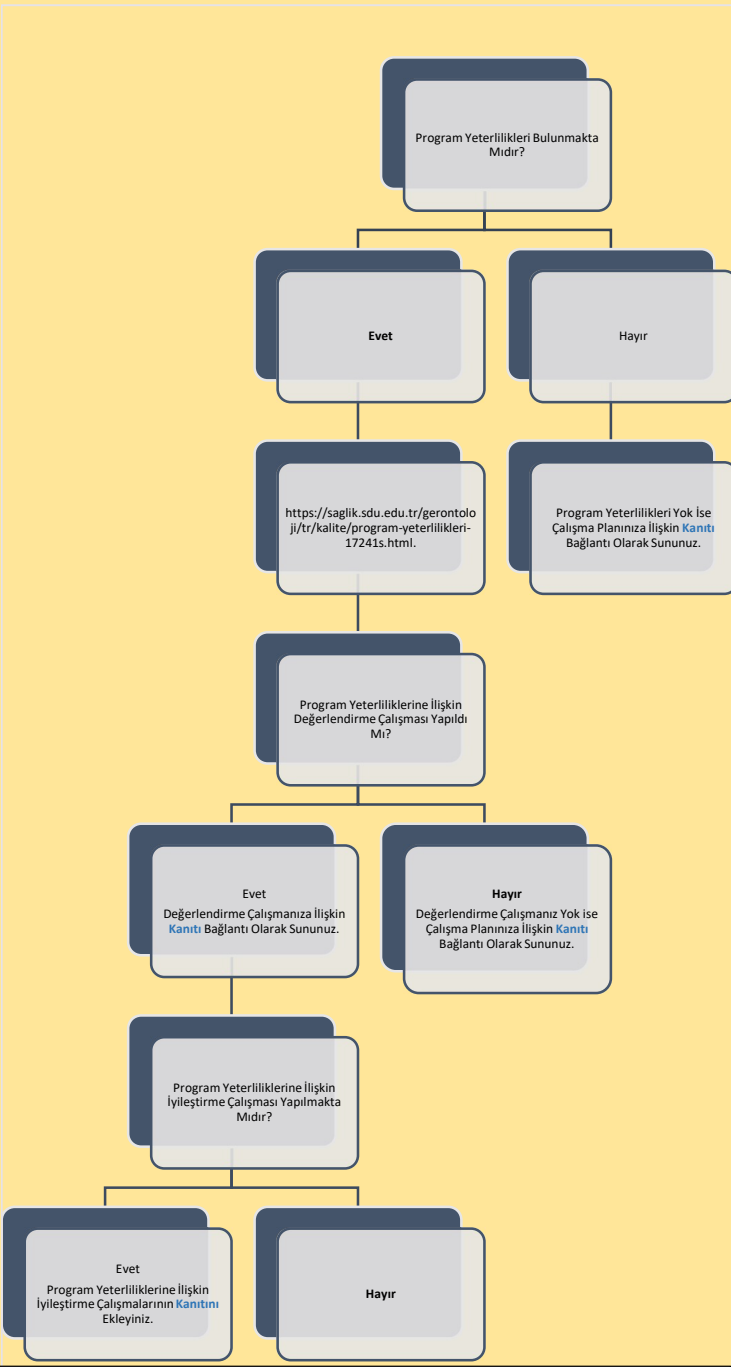 Program Yeterlilikleri Bulunmakta
Mıdır?
Evet
Hayır
https://saglik.sdu.edu.tr/gerontolo
ji/tr/kalite/program-yeterlilikleri-
17241s.html.
Program Yeterlilikleri Yok İse
Çalışma Planınıza İlişkin Kanıtı
Bağlantı Olarak Sununuz.
Program Yeterliliklerine İlişkin
Değerlendirme Çalışması Yapıldı
Mı?
Evet
Değerlendirme Çalışmanıza İlişkin
Kanıtı Bağlantı Olarak Sununuz.
Hayır
Değerlendirme Çalışmanız Yok ise
Çalışma Planınıza İlişkin Kanıtı
Bağlantı Olarak Sununuz.
Program Yeterliliklerine İlişkin
İyileştirme Çalışması Yapılmakta
Mıdır?
Evet
Program Yeterliliklerine İlişkin
İyileştirme Çalışmalarının Kanıtını
Ekleyiniz.
Hayır